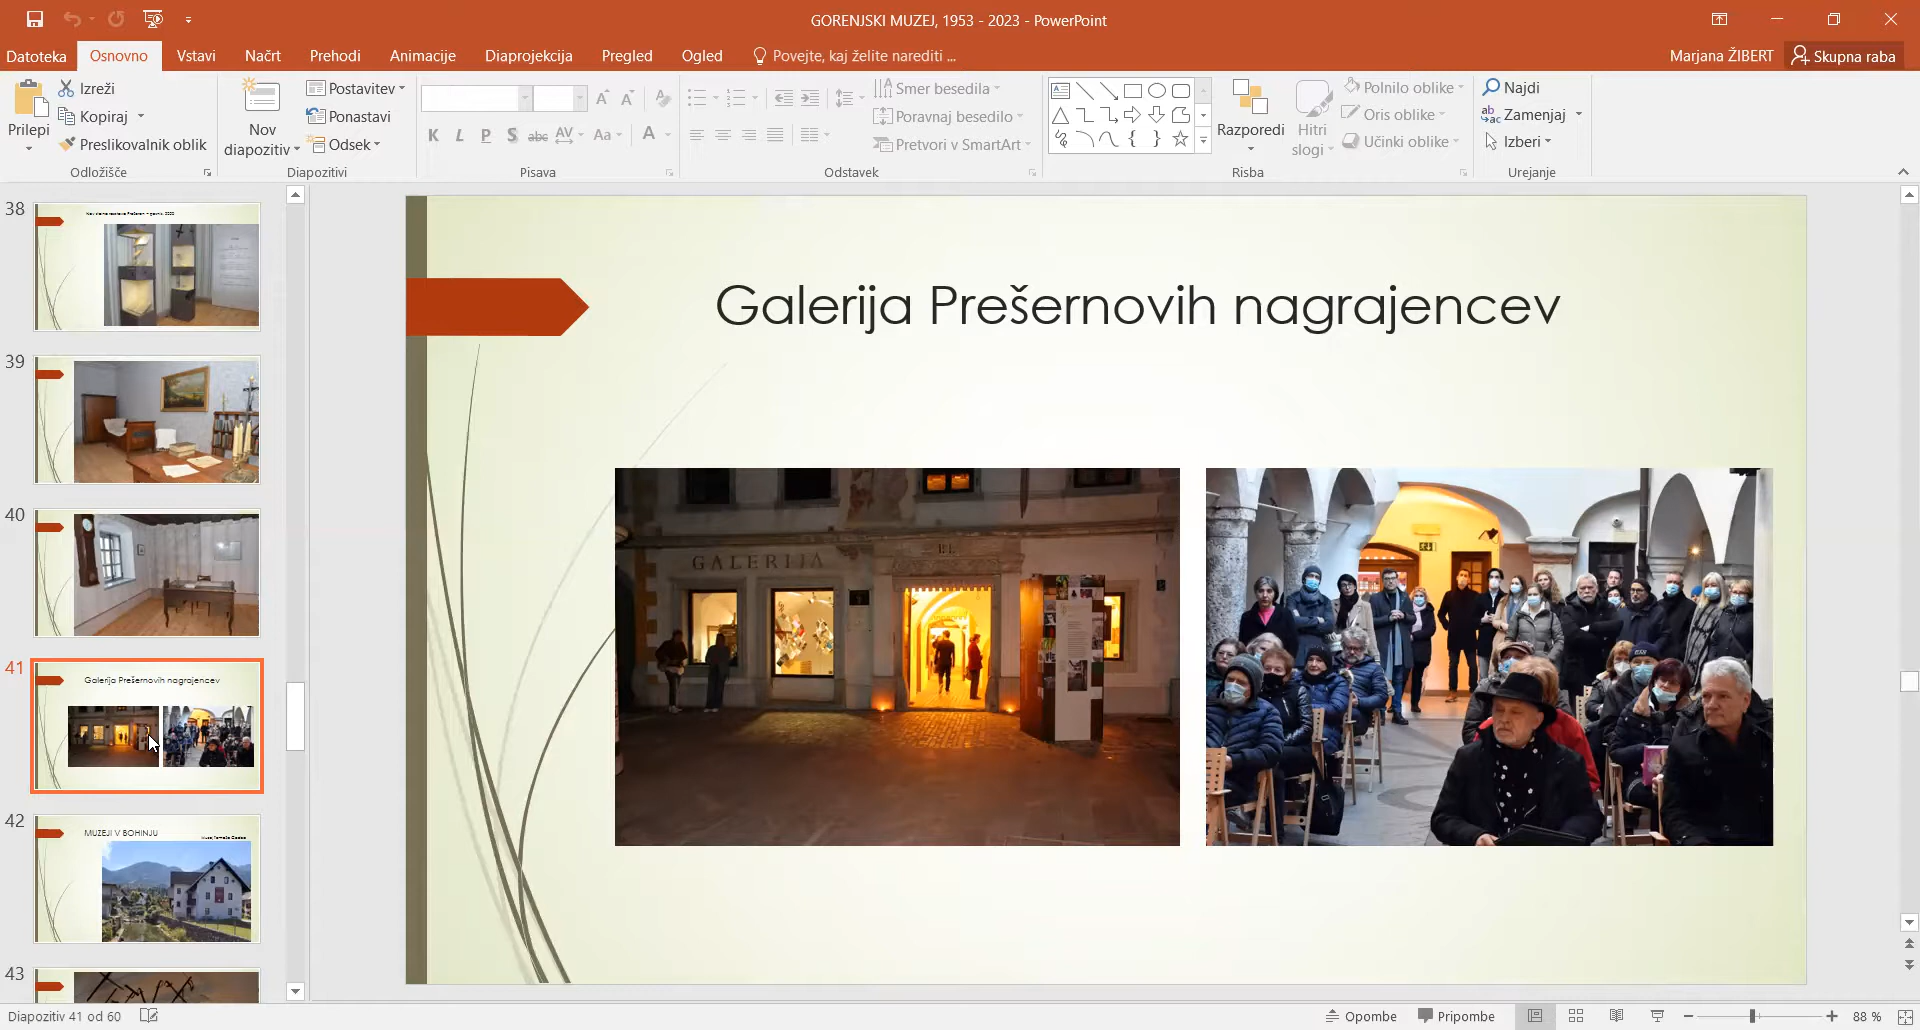 GORENJSKI MUZEJ, 1953 - 2023 - PowerPoint
Datoteka Osnovno Vstavi Načrt Prehodi Animacije Diaprojekcija Pregled Ogled Povejte, kaj želite narediti ... Marjana ŽIBERT Skupna raba
Prilepi
Izreži
Kopiraj
Preslikovalnik oblik
Odložišče
Nov
diapozitiv
Postavitev
Ponastavi
Odsek
Diapozitivi
K L P S abc AV Aa A
Pisava
Smer besedila
Poravnaj besedilo
Pretvori v SmartArt
Odstavek
Razporedi
Hitri
slogi
Polnilo oblike
Oris oblike
Učinki oblike
Risba
Najdi
Zamenjaj
Izberi
Urejanje
38
39
40
41
Galerija Prešernovih nagrajencev
42
MUZEJI V BOHINJU
43
Galerija Prešernovih nagrajencev
GALERIJA
Diapozitiv 41 od 60
Opombe
Pripombe
88 %